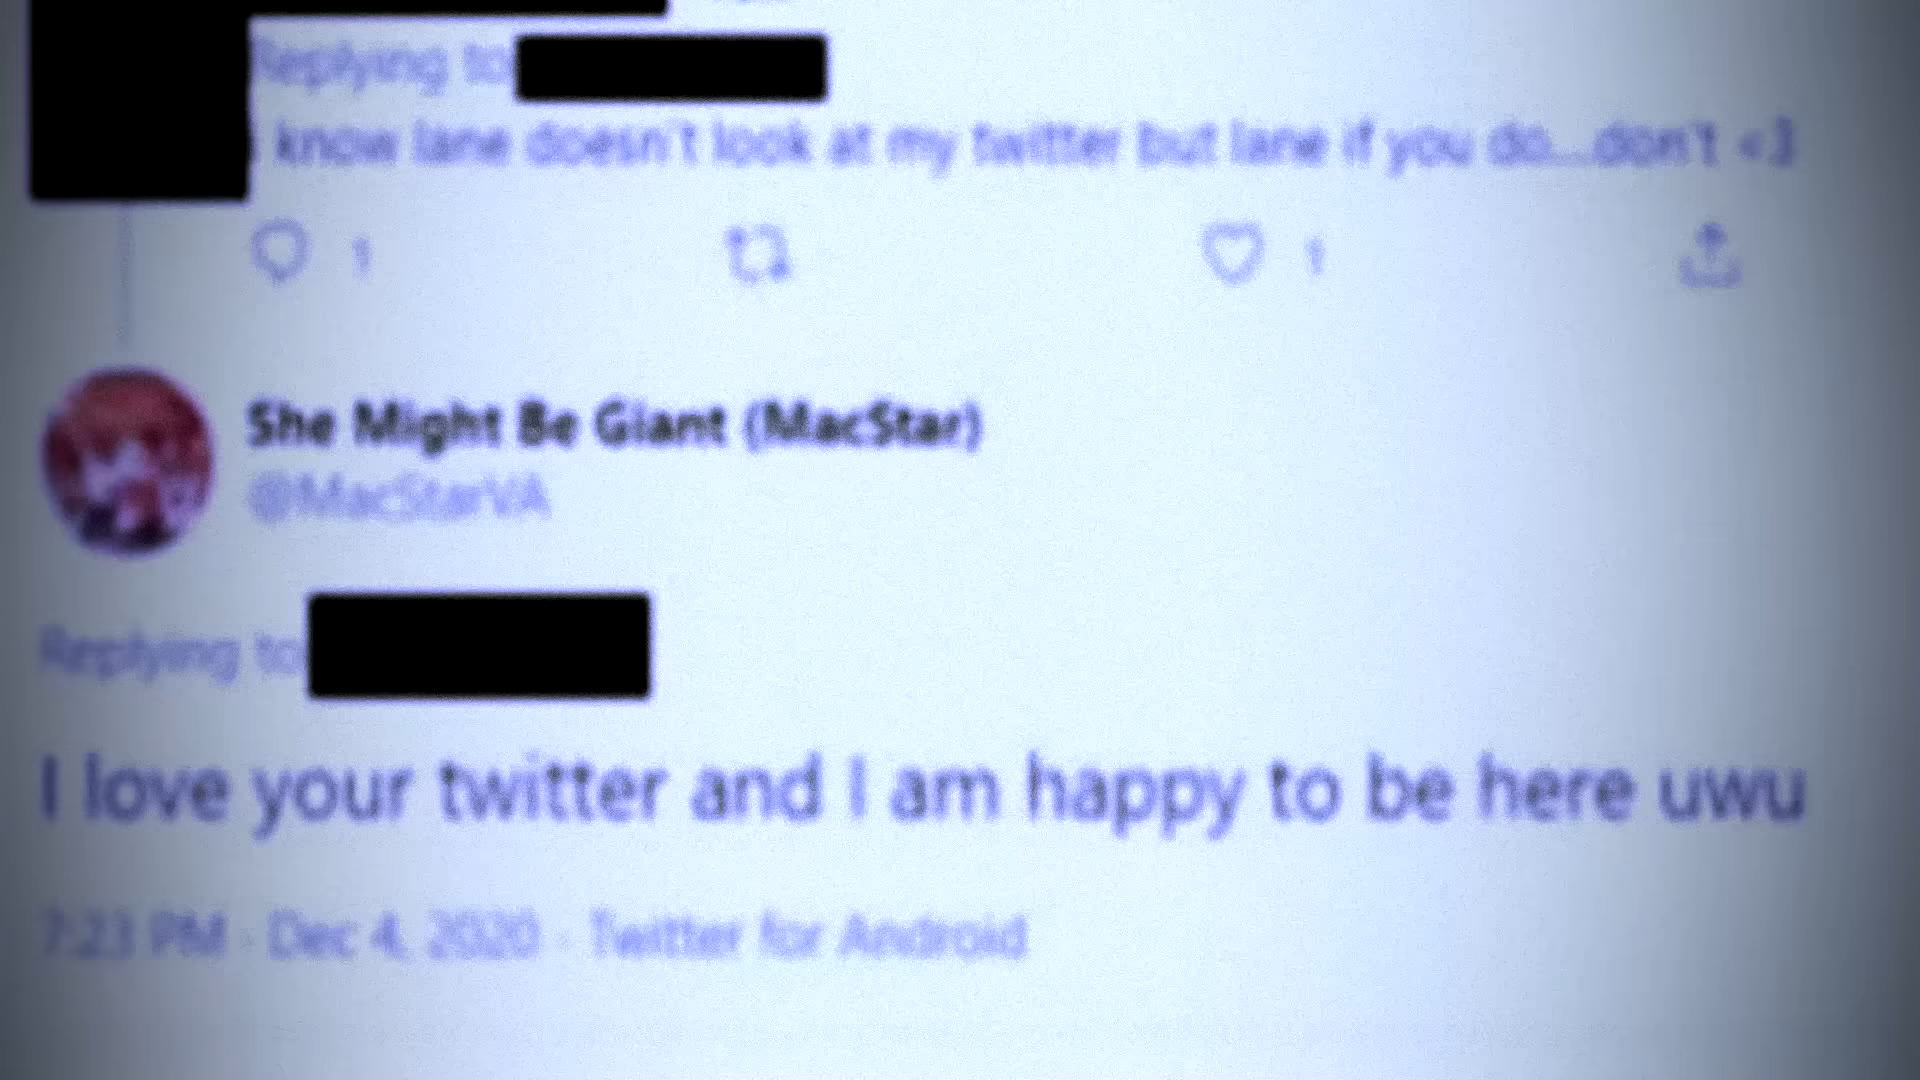 Replying to
i know lane doesn't look at my twitter but lane if you do....don't <3
1 1
She Might Be Giant (MacStar)
@MacStarVA
Replying to
I love your twitter and I am happy to be here uwu
7:23 PM · Dec 4, 2020 · Twitter for Android